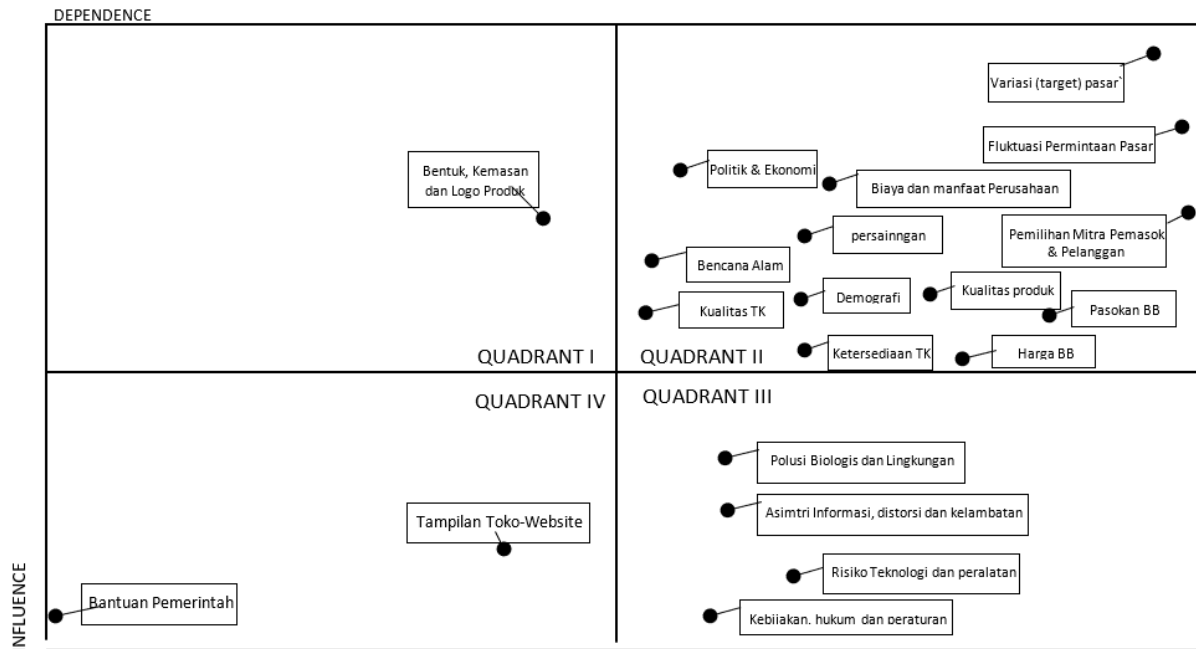 DEPENDENCE
Variasi (target) pasar`
Fluktuasi Permintaan Pasar
Bentuk, Kemasan
dan Logo Produk
Politik & Ekonomi
Biaya dan manfaat Perusahaan
persainngan
Pemilihan Mitra Pemasok
& Pelanggan
Bencana Alam
Kualitas TK
Demografi
Kualitas produk
Pasokan BB
Ketersediaan TK
Harga BB
QUADRANT I
QUADRANT II
QUADRANT IV
QUADRANT III
Polusi Biologis dan Lingkungan
Asimtri Informasi, distorsi dan kelambatan
Tampilan Toko-Website
Risiko Teknologi dan peralatan
Bantuan Pemerintah
Kebijakan, hukum dan peraturan
NFLUENCE